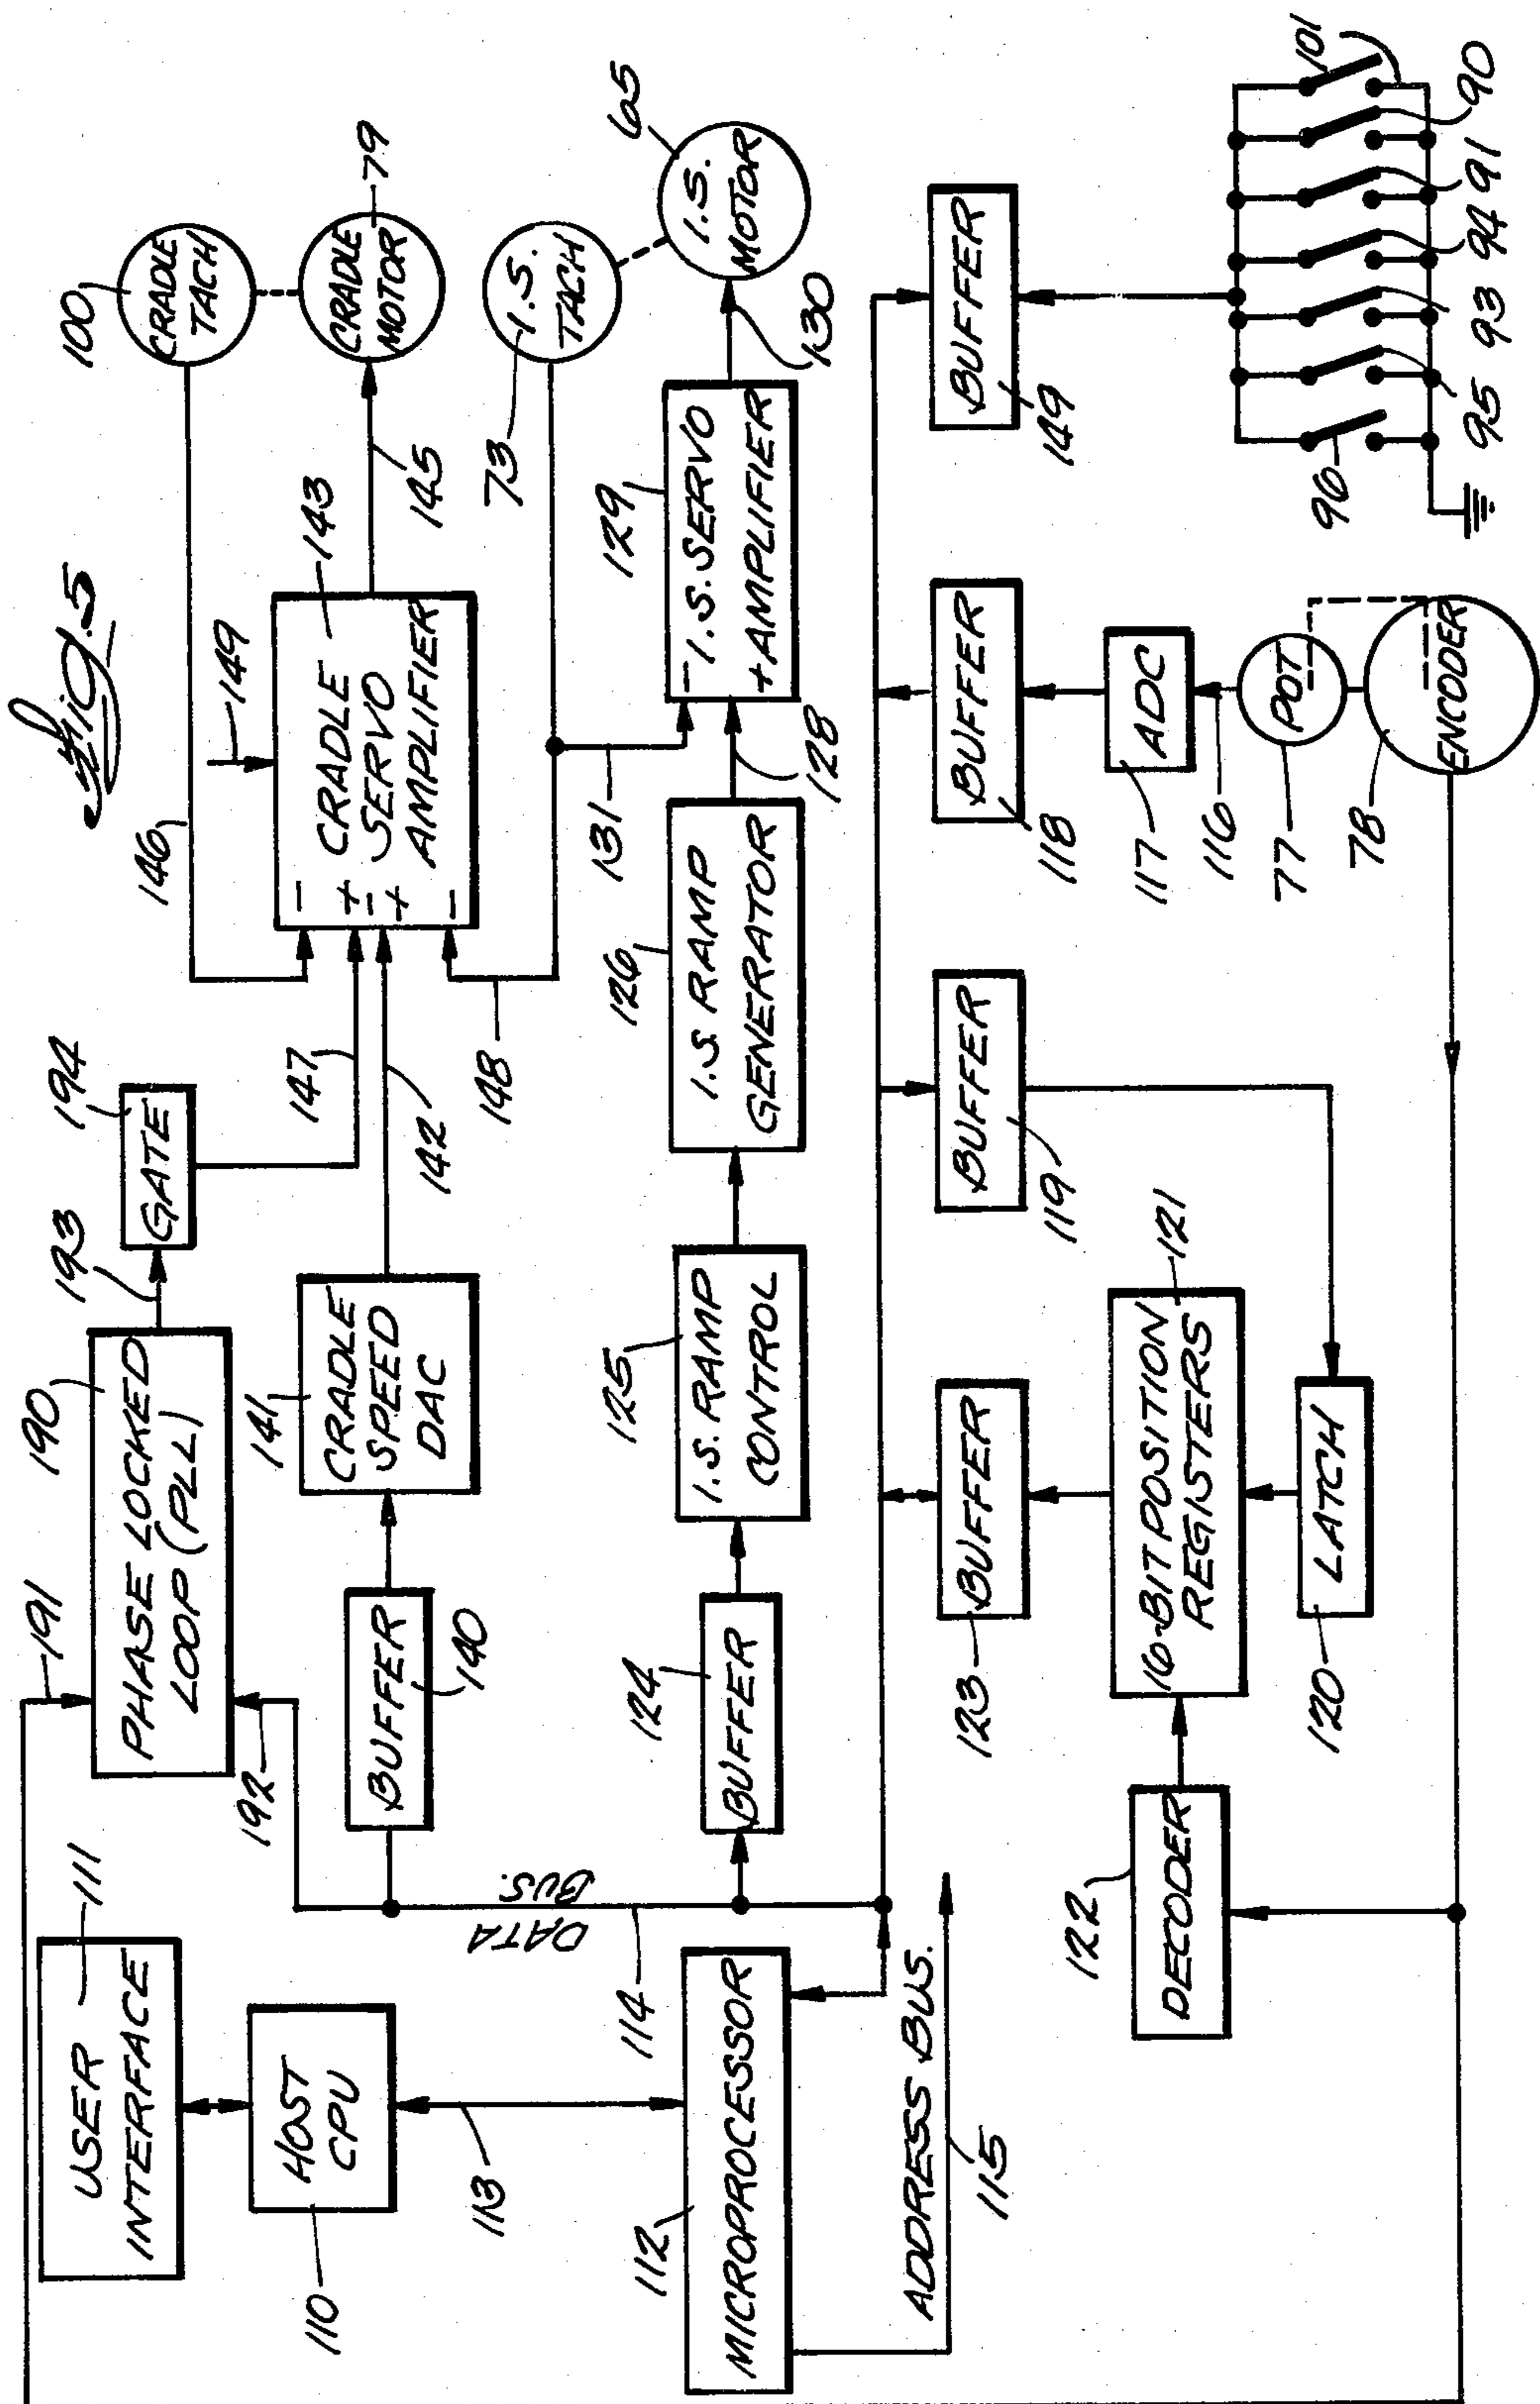 Fig. 5
USER
INTERFACE
111
HOST
CPU
110
113
MICROPROCESSOR
112
114
DATA
BUS.
ADDRESS BUS.
115
191
190
PHASE LOCKED
LOOP (PLL)
192
193
194
GATE
147
BUFFER
140
141
CRADLE
SPEED
DAC
142
146
149
- CRADLE
+
- SERVO
+
- AMPLIFIER
143
145
148
100
CRADLE
TACH
CRADLE
MOTOR
79
73
I.S.
TACH
65
I.S.
MOTOR
130
124
BUFFER
125
I.S. RAMP
CONTROL
126
I.S. RAMP
GENERATOR
128
131
129
- I.S. SERVO
+ AMPLIFIER
BUFFER
123
BUFFER
119
BUFFER
118
BUFFER
149
122
DECODER
16-BIT POSITION
REGISTERS
121
120
LATCH
ADC
117
116
POT
77
ENCODER
78
96
95
93
94
91
90
101